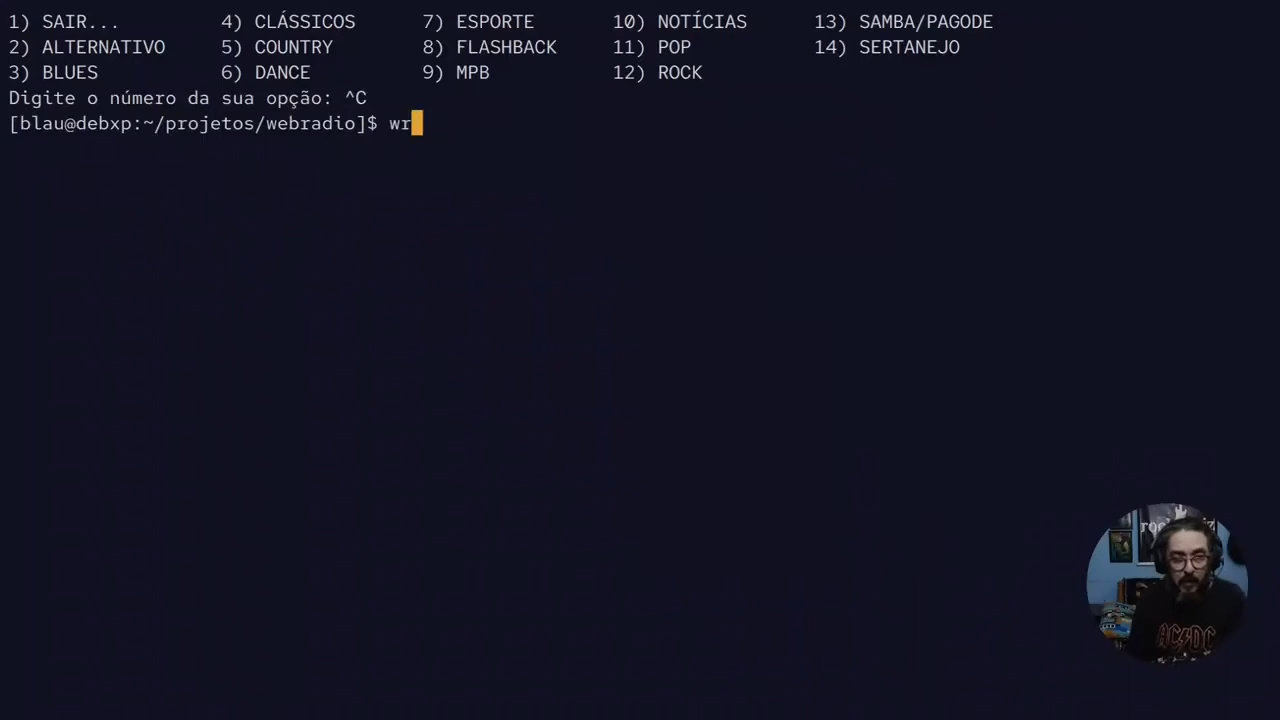 1) SAIR... 4) CLÁSSICOS 7) ESPORTE 10) NOTÍCIAS 13) SAMBA/PAGODE
2) ALTERNATIVO 5) COUNTRY 8) FLASHBACK 11) POP 14) SERTANEJO
3) BLUES 6) DANCE 9) MPB 12) ROCK
Digite o número da sua opção: ^C
[blau@debxp:~/projetos/webradio]$ wr
AC/DC